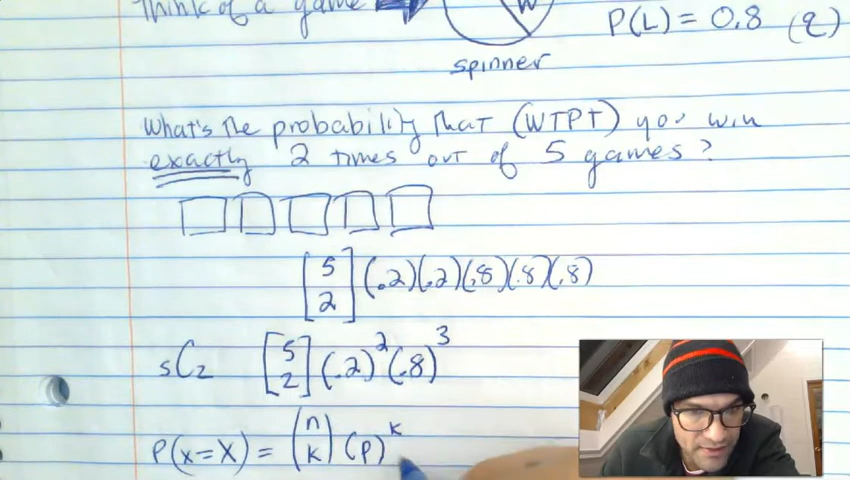 Think of a game
W
P(L) = 0.8 (q)
spinner
What's the probability that (WTPT) you win
exactly 2 times out of 5 games?
[5 2] (.2)(.2)(.8)(.8)(.8)
5C2 [5 2] (.2)^2 (.8)^3
P(x=X) = (n k) (p)^k